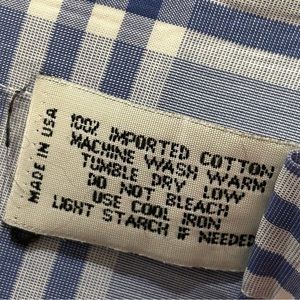 MADE IN USA
100% IMPORTED COTTON
MACHINE WASH WARM
TUMBLE DRY LOW
DO NOT BLEACH
USE COOL IRON
LIGHT STARCH IF NEEDED